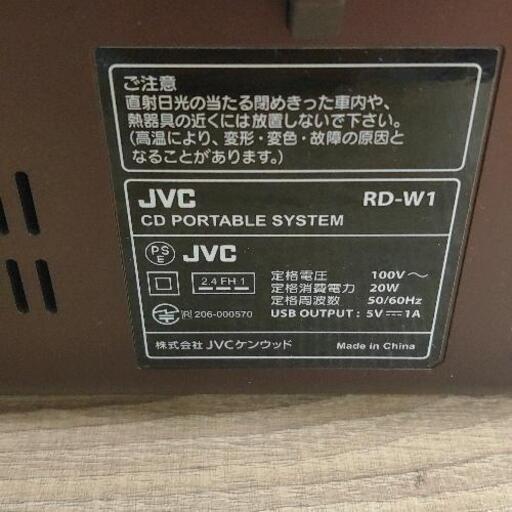 ご注意
直射日光の当たる閉めきった車内や、
熱器具の近くには放置しないで下さい。
(高温により、変形・変色・故障の原因と
なることがあります。)
JVC RD-W1
CD PORTABLE SYSTEM
PS E JVC
2.4 FH 1
R 206-000570
定格電圧 100V～
定格消費電力 20W
定格周波数 50/60Hz
USB OUTPUT : 5V⎓1A
株式会社JVCケンウッド Made in China